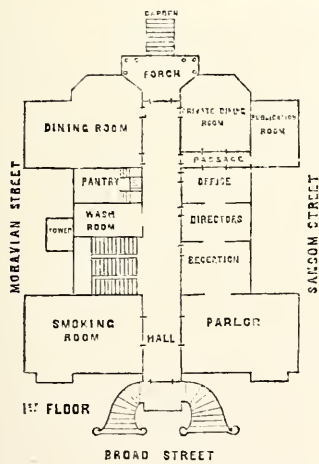 GARDEN
PORCH
DINING ROOM
PRIVATE DINING
ROOM
PUBLICATION
ROOM
PASSAGE
PANTRY
OFFICE
WASH
ROOM
DIRECTORS
TOWER
RECEPTION
MORAVIAN STREET
SANSOM STREET
SMOKING
ROOM
HALL
PARLOR
1ST FLOOR
BROAD STREET